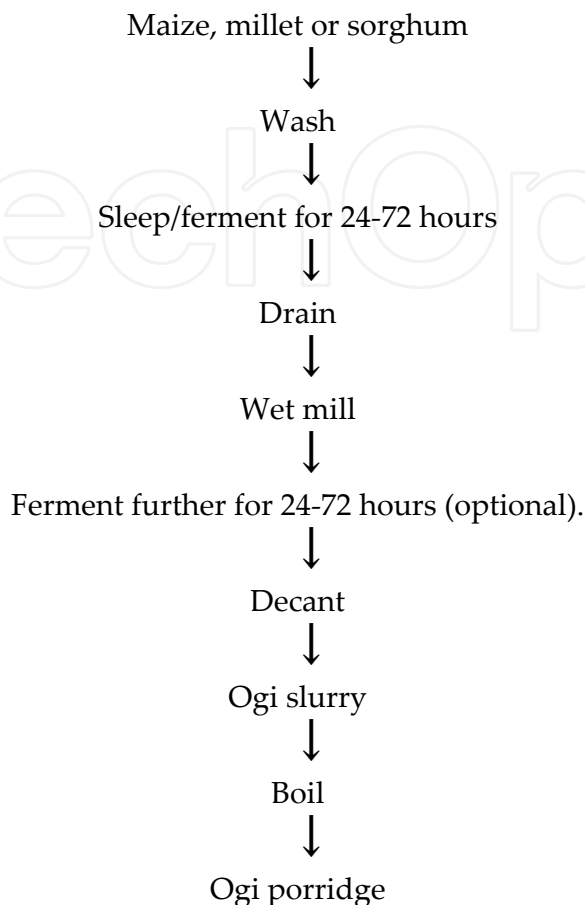 Maize, millet or sorghum
Wash
Sleep/ferment for 24-72 hours
Drain
Wet mill
Ferment further for 24-72 hours (optional).
Decant
Ogi slurry
Boil
Ogi porridge